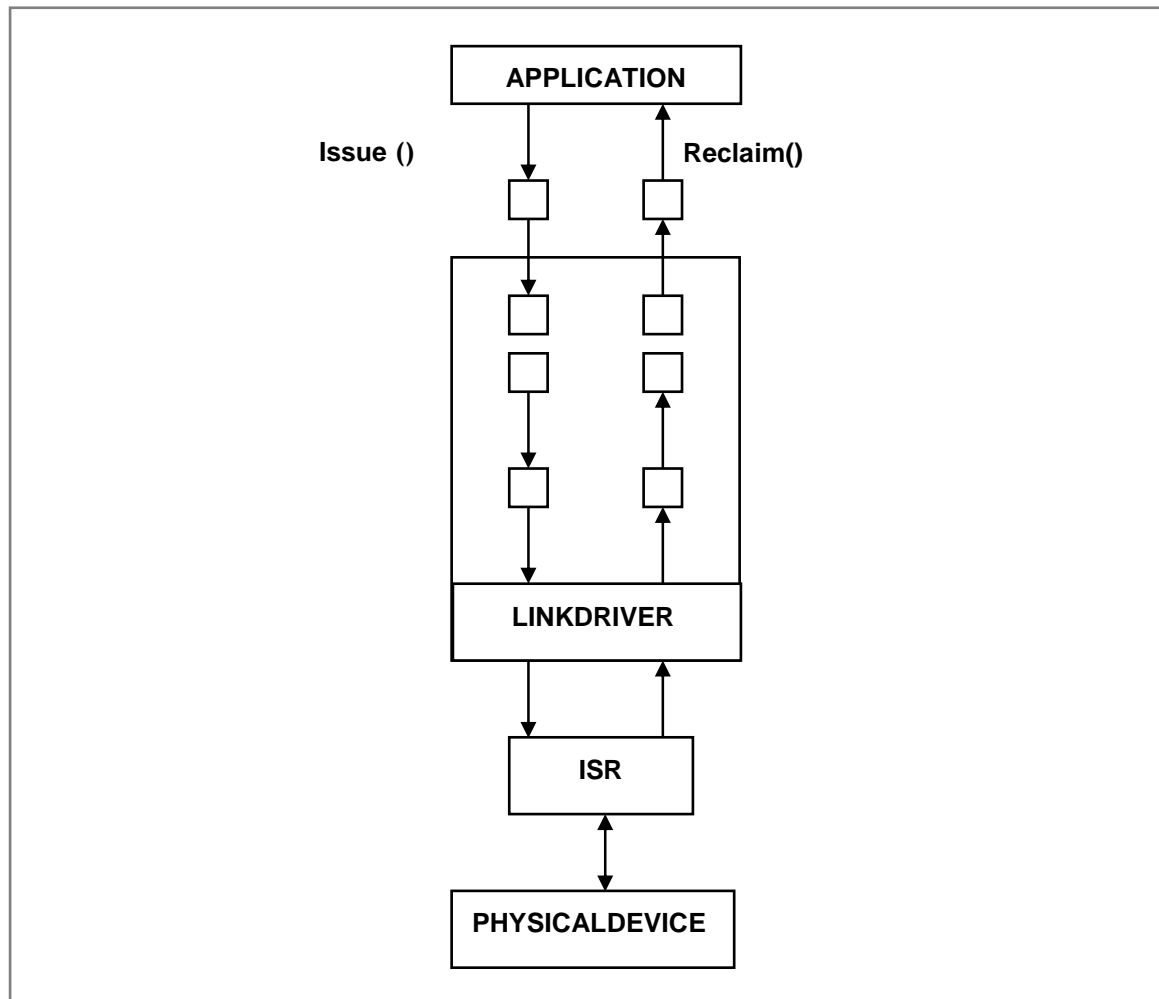 APPLICATION
Issue ()
Reclaim()
LINKDRIVER
ISR
PHYSICALDEVICE